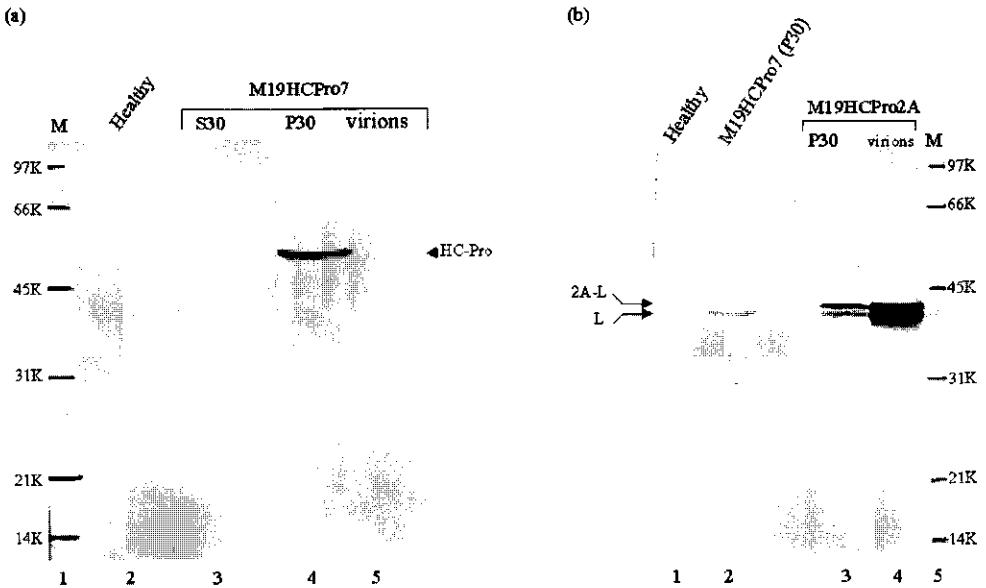 (a)
Healthy
M19HCPro7
M
S30
P30
virions
97K
66K
HC-Pro
45K
31K
21K
14K
1
2
3
4
5
(b)
Healthy
M19HCPro7 (P30)
M19HCPro2A
P30
virions
M
97K
66K
45K
2A-L
L
31K
21K
14K
1
2
3
4
5